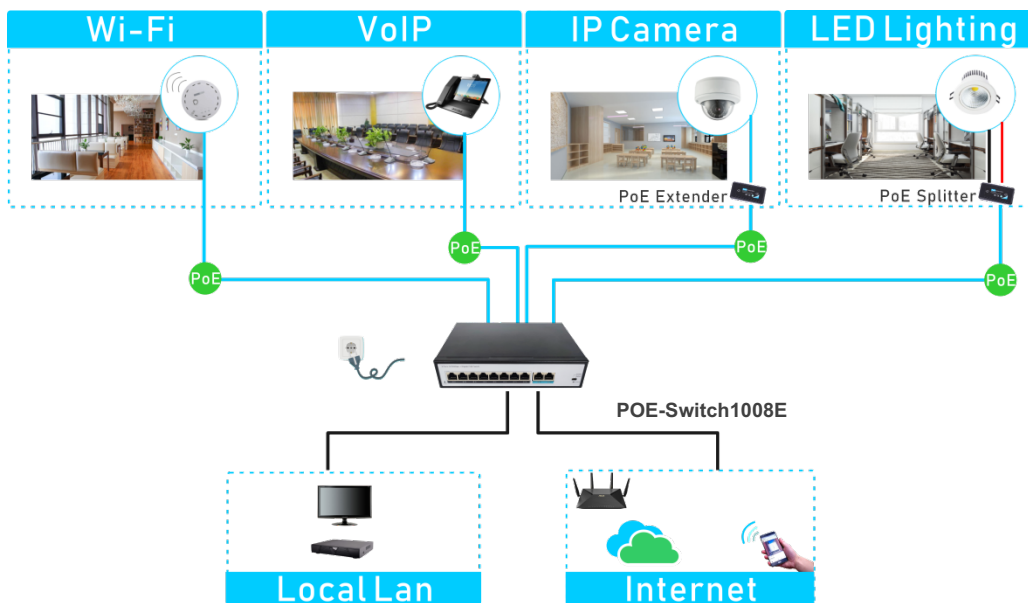 Wi-Fi
VoIP
IP Camera
LED Lighting
PoE Extender
PoE Splitter
PoE
PoE
PoE
PoE
POE-Switch1008E
Local Lan
Internet